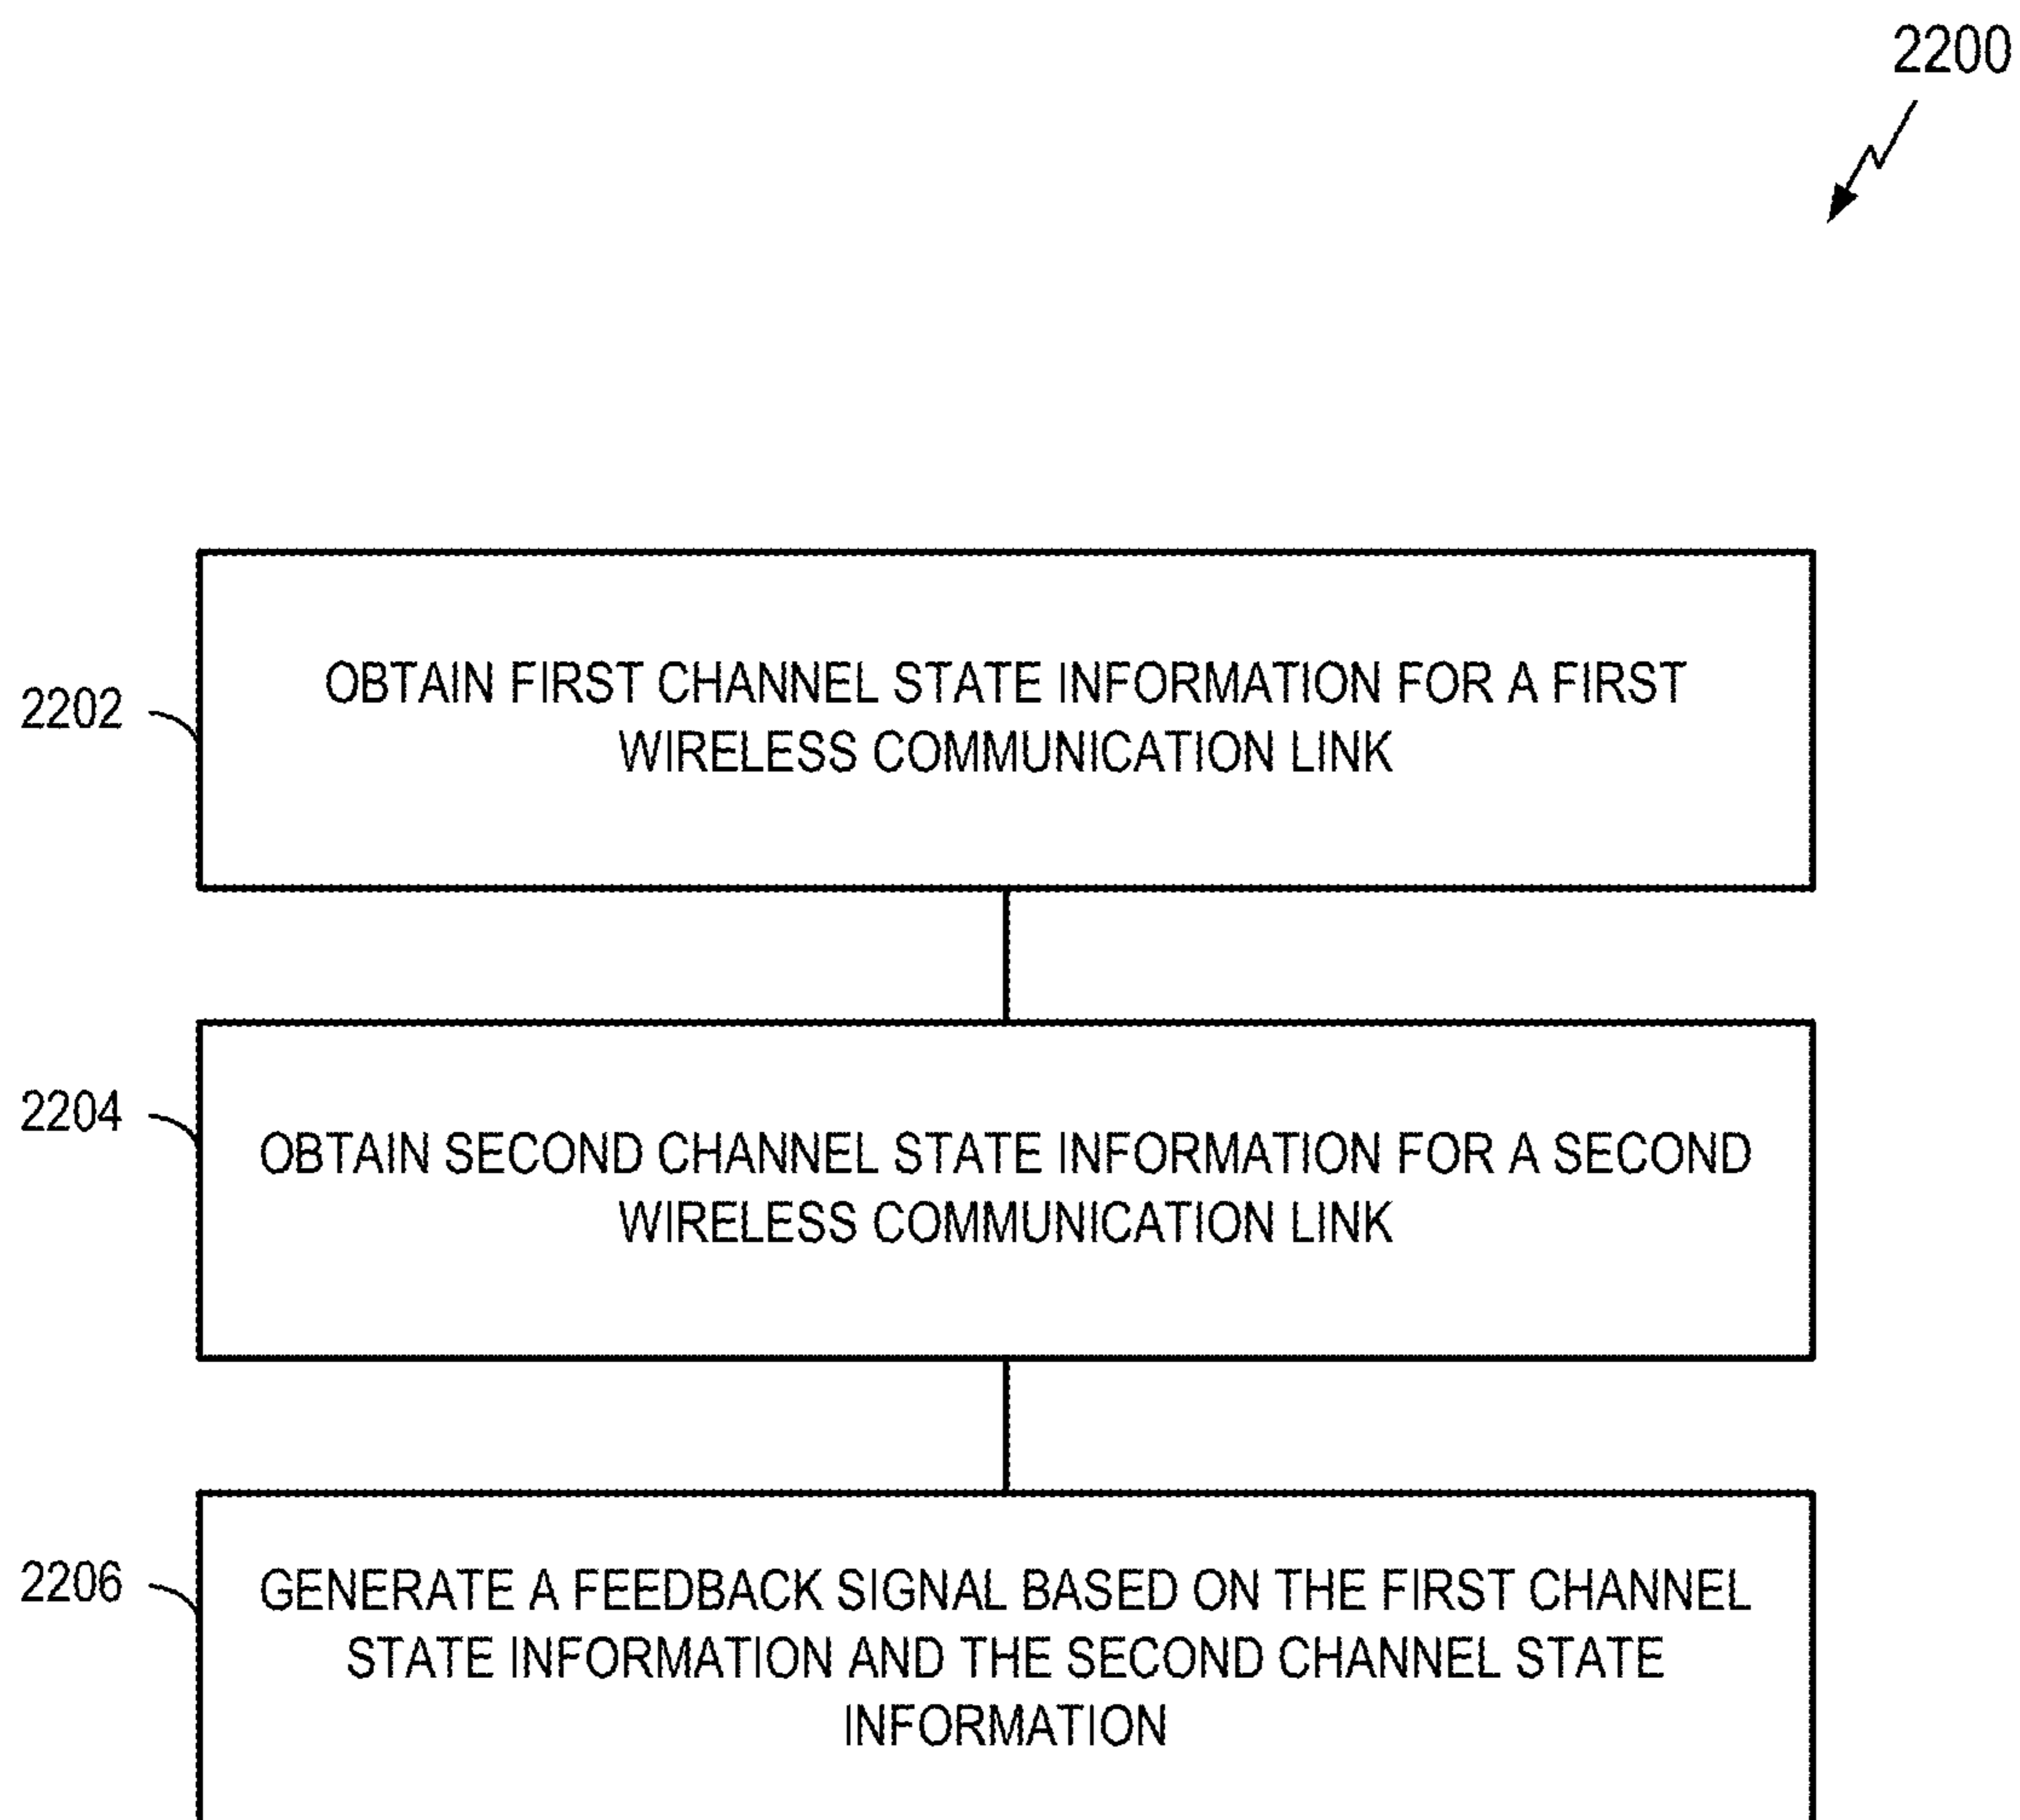 2200
2202
OBTAIN FIRST CHANNEL STATE INFORMATION FOR A FIRST
WIRELESS COMMUNICATION LINK
2204
OBTAIN SECOND CHANNEL STATE INFORMATION FOR A SECOND
WIRELESS COMMUNICATION LINK
2206
GENERATE A FEEDBACK SIGNAL BASED ON THE FIRST CHANNEL
STATE INFORMATION AND THE SECOND CHANNEL STATE
INFORMATION